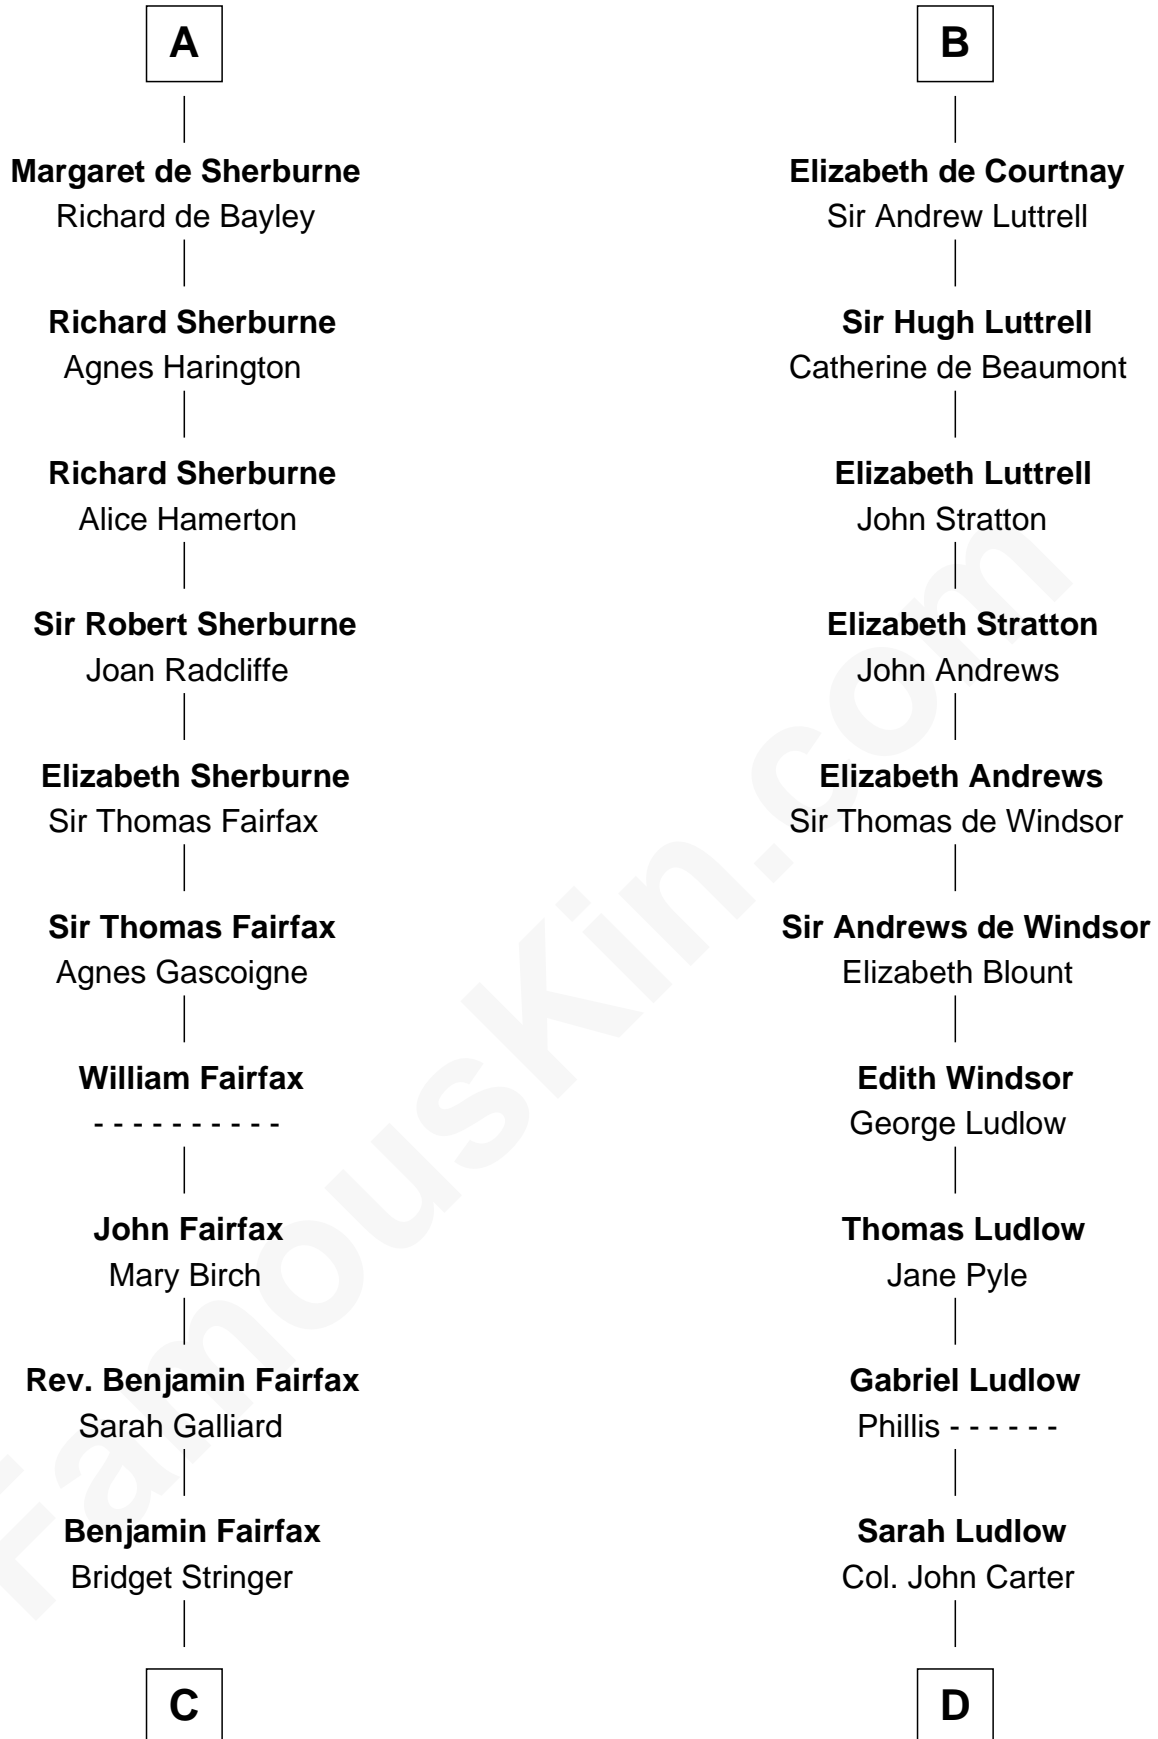 A
Margaret de Sherburne
Richard de Bayley
Richard Sherburne
Agnes Harington
Richard Sherburne
Alice Hamerton
Sir Robert Sherburne
Joan Radcliffe
Elizabeth Sherburne
Sir Thomas Fairfax
Sir Thomas Fairfax
Agnes Gascoigne
William Fairfax
- - - - - - - - - -
John Fairfax
Mary Birch
Rev. Benjamin Fairfax
Sarah Galliard
Benjamin Fairfax
Bridget Stringer
C
B
Elizabeth de Courtnay
Sir Andrew Luttrell
Sir Hugh Luttrell
Catherine de Beaumont
Elizabeth Luttrell
John Stratton
Elizabeth Stratton
John Andrews
Elizabeth Andrews
Sir Thomas de Windsor
Sir Andrews de Windsor
Elizabeth Blount
Edith Windsor
George Ludlow
Thomas Ludlow
Jane Pyle
Gabriel Ludlow
Phillis - - - - - -
Sarah Ludlow
Col. John Carter
D
FamousKin.com